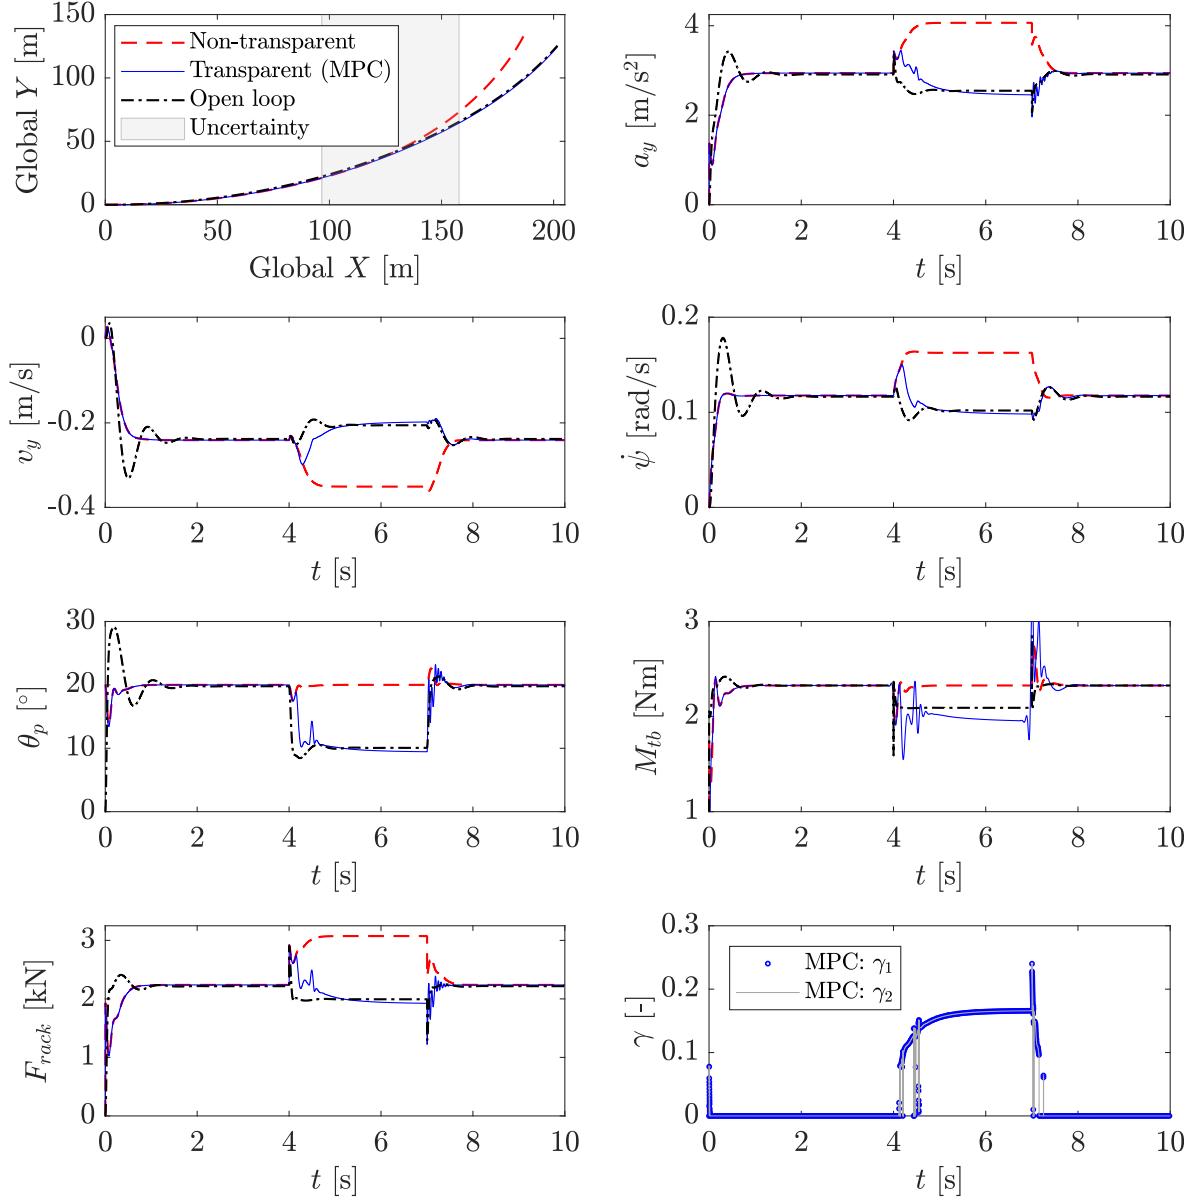 150
100
50
0
Global Y [m]
Non-transparent
Transparent (MPC)
Open loop
Uncertainty
0 50 100 150 200
Global X [m]
4
2
0
a_y [m/s²]
0 2 4 6 8 10
t [s]
0
-0.2
-0.4
v_y [m/s]
0 2 4 6 8 10
t [s]
0.2
0.1
0
ψ̇ [rad/s]
0 2 4 6 8 10
t [s]
30
20
10
0
θ_p [°]
0 2 4 6 8 10
t [s]
3
2
1
M_tb [Nm]
0 2 4 6 8 10
t [s]
3
2
1
0
F_rack [kN]
0 2 4 6 8 10
t [s]
0.3
0.2
0.1
0
γ [-]
MPC: γ₁
MPC: γ₂
0 2 4 6 8 10
t [s]